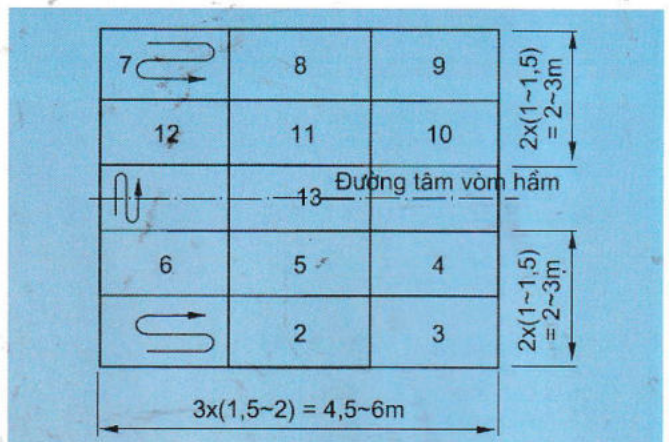 7 8 9
12 11 10
13 Đường tâm vòm hầm
6 5 4
2 3
2x(1~1,5)
= 2~3m
2x(1~1,5)
= 2~3m
3x(1,5~2) = 4,5~6m